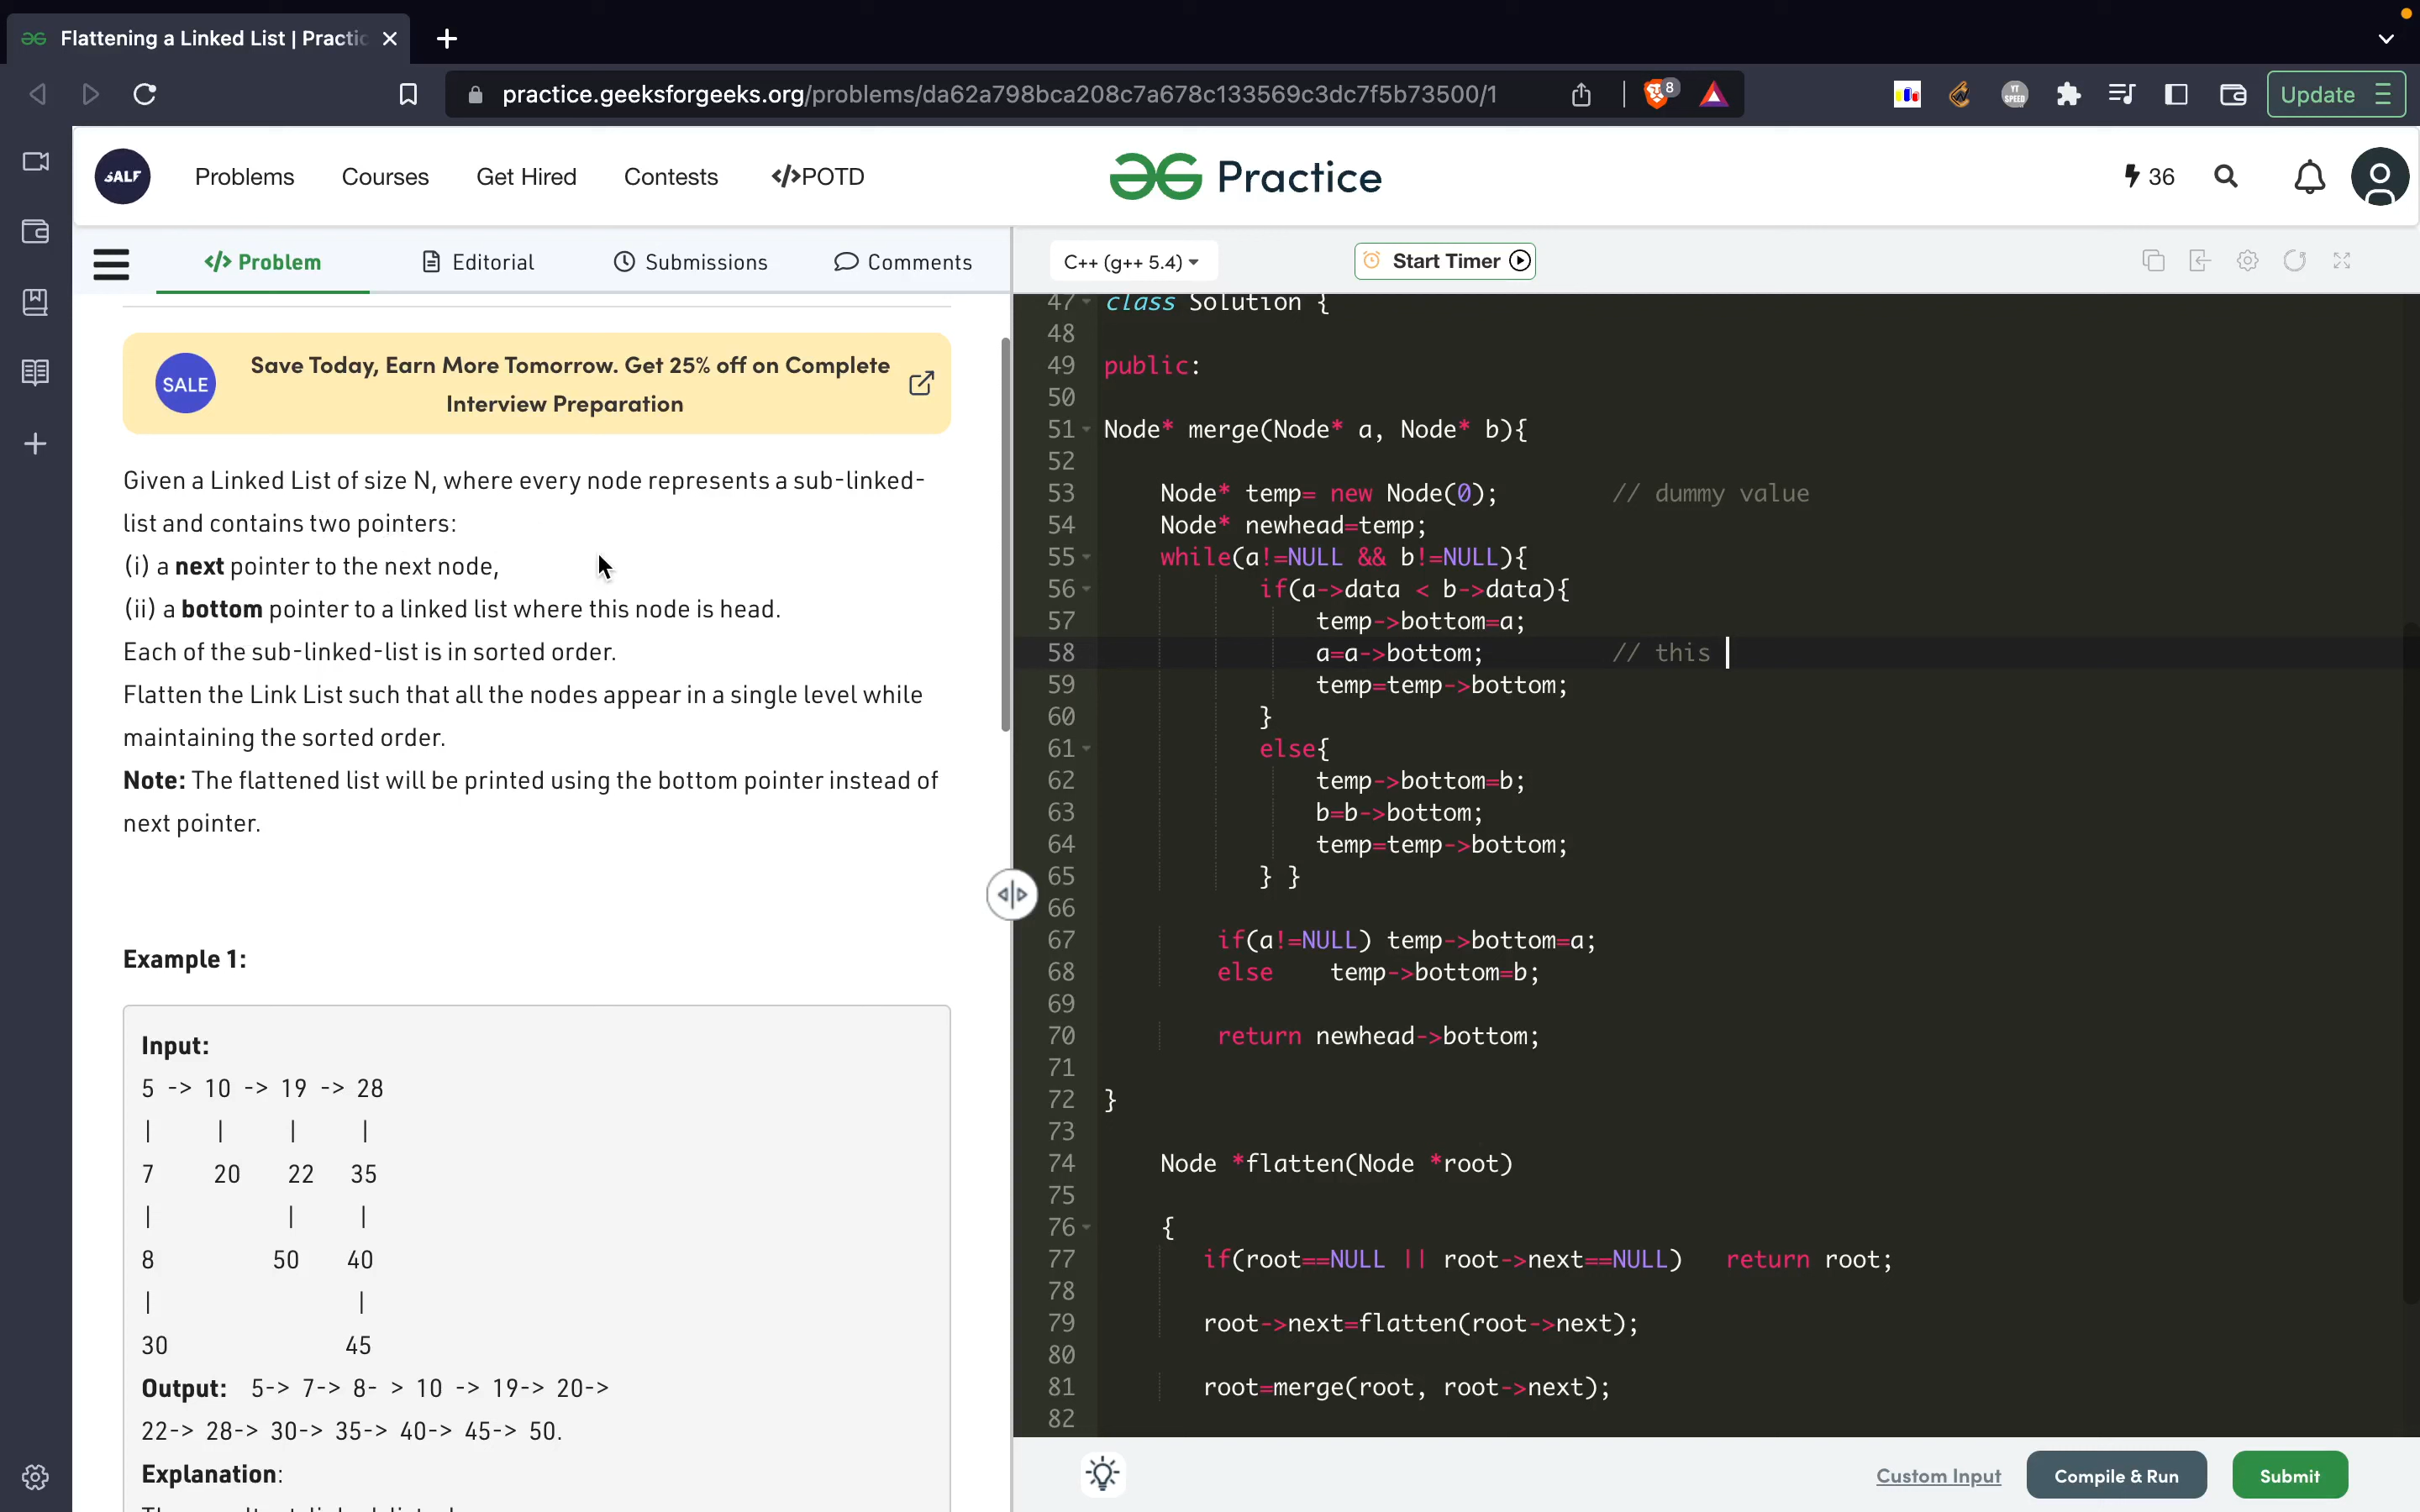 Flattening a Linked List | Practic
practice.geeksforgeeks.org/problems/da62a798bca208c7a678c133569c3dc7f5b73500/1
8
YT
SPEED
Update
SALF
Problems
Courses
Get Hired
Contests
</>POTD
Practice
36
</> Problem
Editorial
Submissions
Comments
SALE
Save Today, Earn More Tomorrow. Get 25% off on Complete
Interview Preparation
Given a Linked List of size N, where every node represents a sub-linked-
list and contains two pointers:
(i) a next pointer to the next node,
(ii) a bottom pointer to a linked list where this node is head.
Each of the sub-linked-list is in sorted order.
Flatten the Link List such that all the nodes appear in a single level while
maintaining the sorted order.
Note: The flattened list will be printed using the bottom pointer instead of
next pointer.
Example 1:
Input:
5 -> 10 -> 19 -> 28
|     |     |     |
7     20    22   35
|           |     |
8          50    40
|                 |
30               45
Output:  5-> 7-> 8- > 10 -> 19-> 20->
22-> 28-> 30-> 35-> 40-> 45-> 50.
Explanation:
C++ (g++ 5.4)
Start Timer
47 class Solution {
48
49 public:
50
51 Node* merge(Node* a, Node* b){
52
53     Node* temp= new Node(0);        // dummy value
54     Node* newhead=temp;
55     while(a!=NULL && b!=NULL){
56            if(a->data < b->data){
57                temp->bottom=a;
58                a=a->bottom;         // this
59                temp=temp->bottom;
60            }
61            else{
62                temp->bottom=b;
63                b=b->bottom;
64                temp=temp->bottom;
65            } }
66
67         if(a!=NULL) temp->bottom=a;
68         else    temp->bottom=b;
69
70         return newhead->bottom;
71
72 }
73
74     Node *flatten(Node *root)
75
76     {
77        if(root==NULL || root->next==NULL)   return root;
78
79        root->next=flatten(root->next);
80
81        root=merge(root, root->next);
82
Custom Input
Compile & Run
Submit